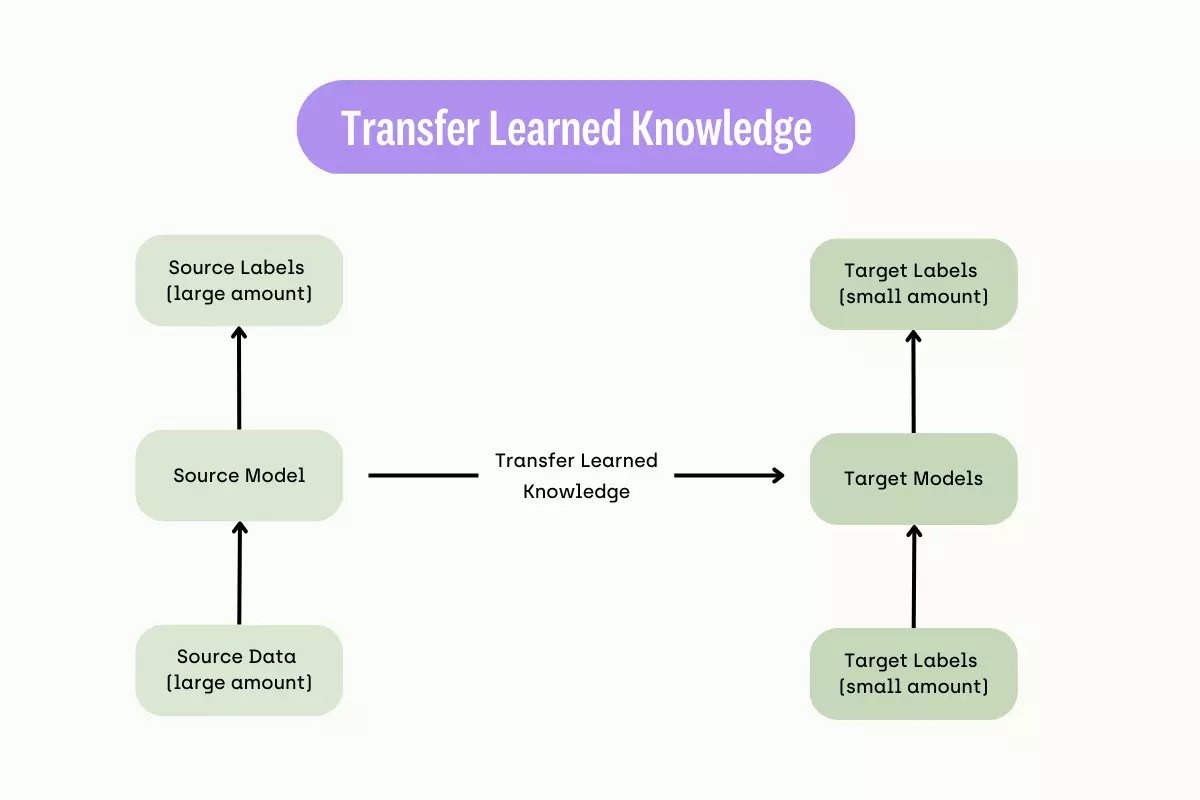 Transfer Learned Knowledge
Source Labels
(large amount)
Target Labels
(small amount)
Source Model
Transfer Learned
Knowledge
Target Models
Source Data
(large amount)
Target Labels
(small amount)